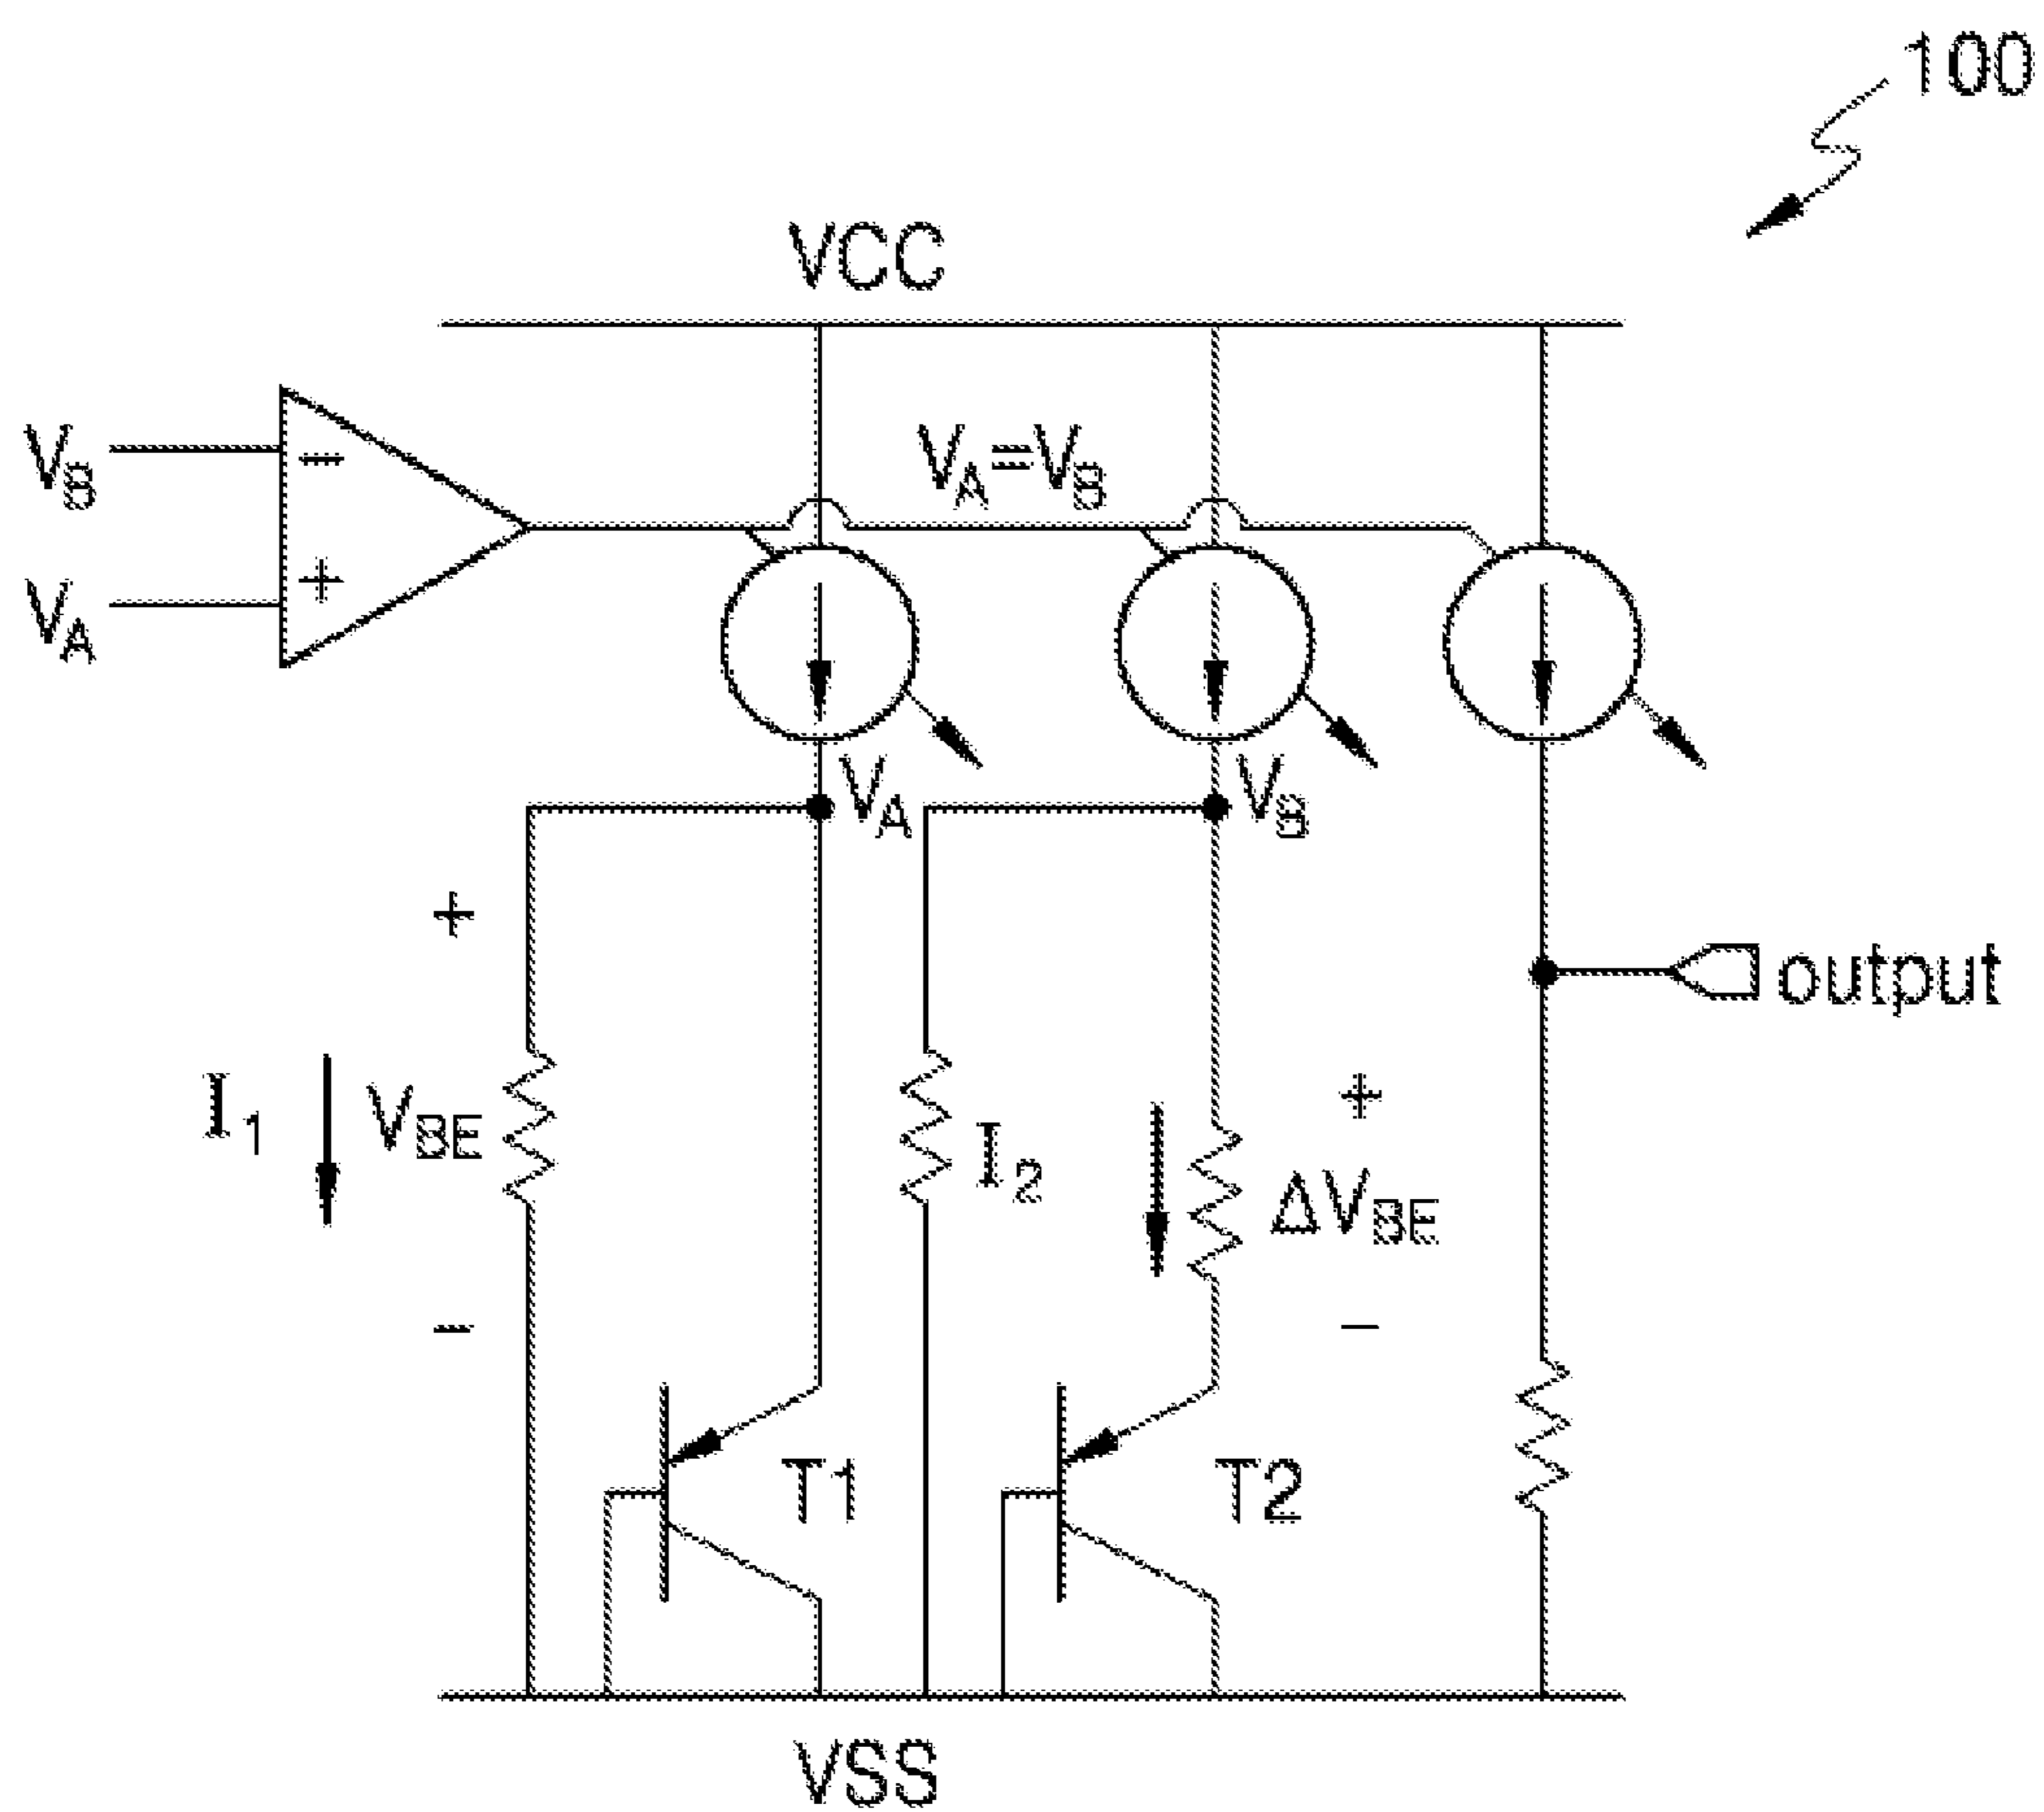 100
VCC
VB
−
VA=VB
+
VA
VA
VB
+
output
I1
VBE
+
I2
ΔVBE
−
−
T1
T2
VSS